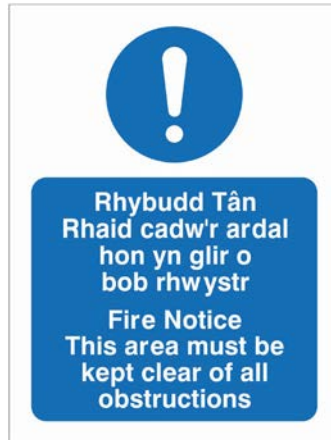 Rhybudd Tân
Rhaid cadw'r ardal
hon yn glir o
bob rhwystr
Fire Notice
This area must be
kept clear of all
obstructions